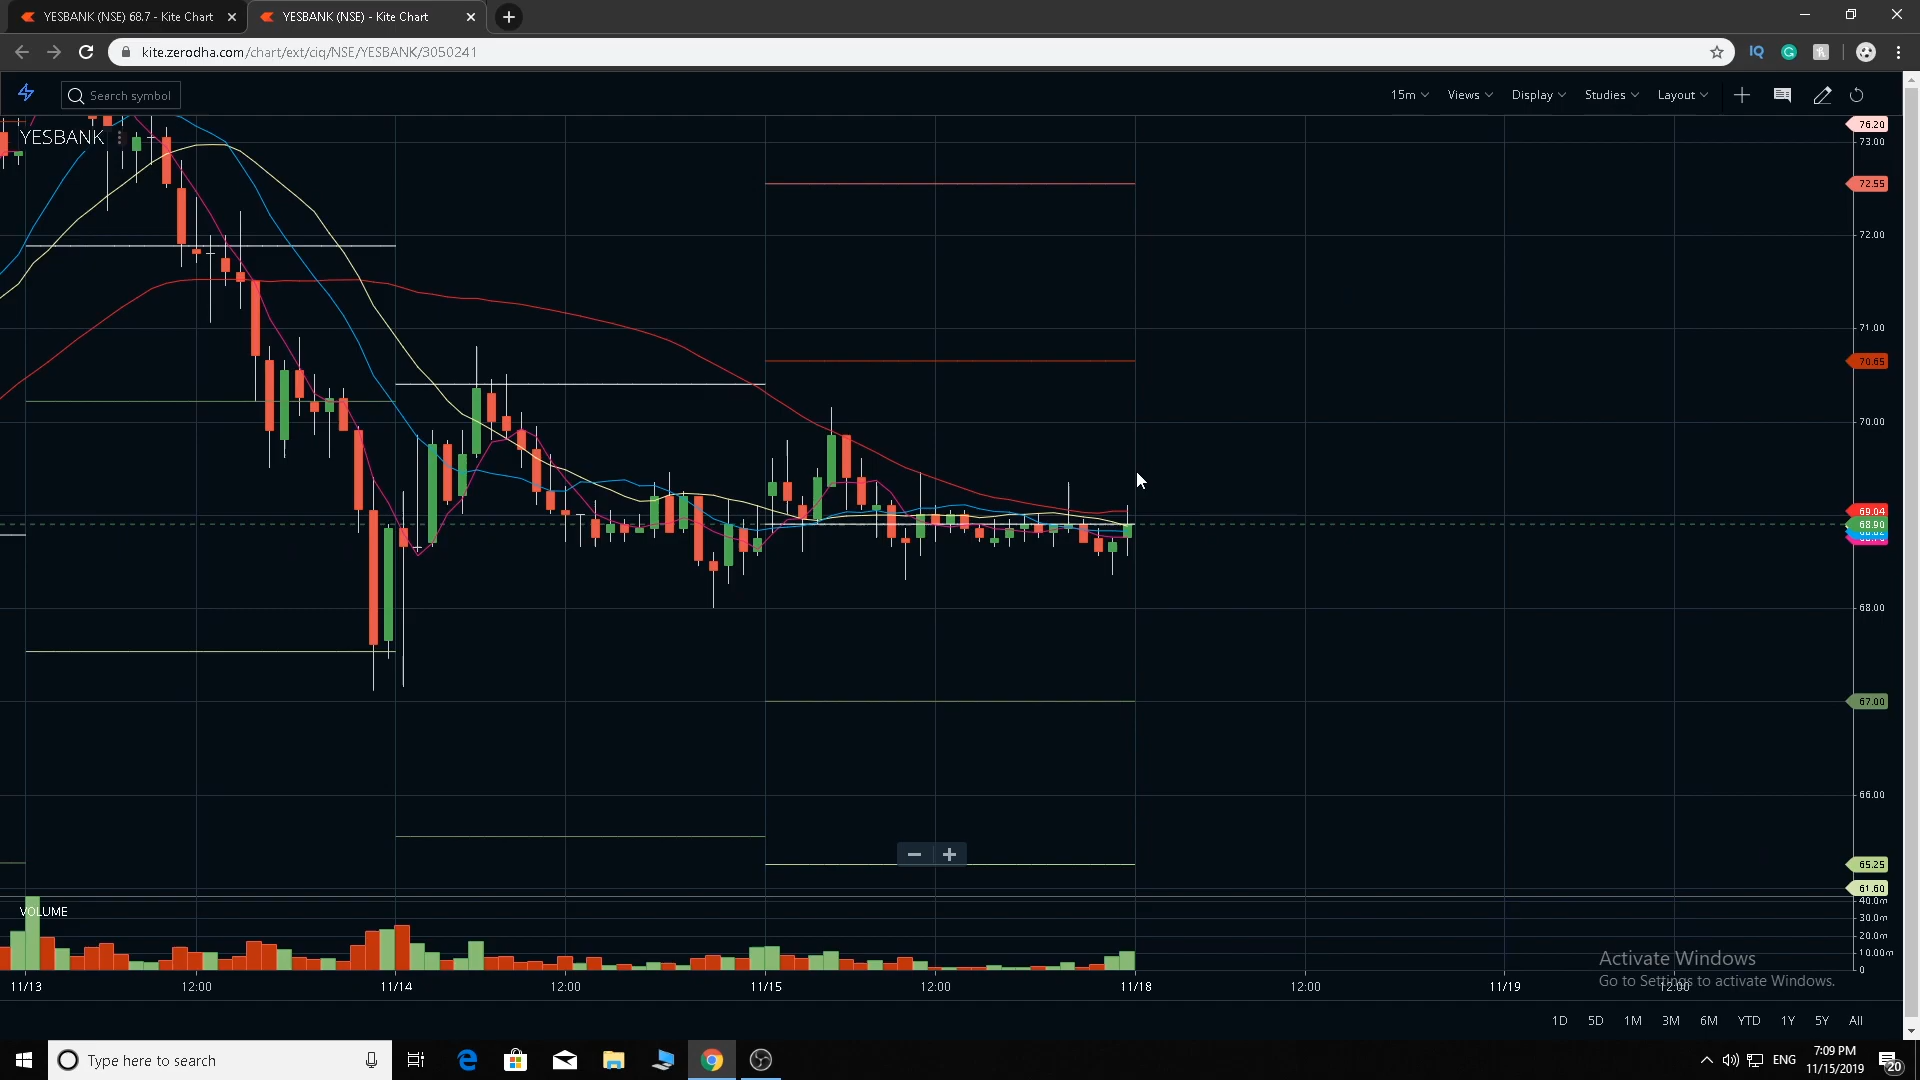 YESBANK (NSE) 68.7 - Kite Chart
YESBANK (NSE) - Kite Chart
kite.zerodha.com/chart/ext/ciq/NSE/YESBANK/3050241
IQ
Search symbol
15m
Views
Display
Studies
Layout
YESBANK
76.20
73.00
72.55
72.00
71.00
70.65
70.00
69.04
68.90
68.00
67.00
66.00
65.25
61.60
VOLUME
40.0m
30.0m
20.0m
10.00m
0
11/13
12:00
11/14
12:00
11/15
12:00
11/18
12:00
11/19
12:00
Activate Windows
Go to Settings to activate Windows.
1D
5D
1M
3M
6M
YTD
1Y
5Y
All
Type here to search
ENG
7:09 PM
11/15/2019
20